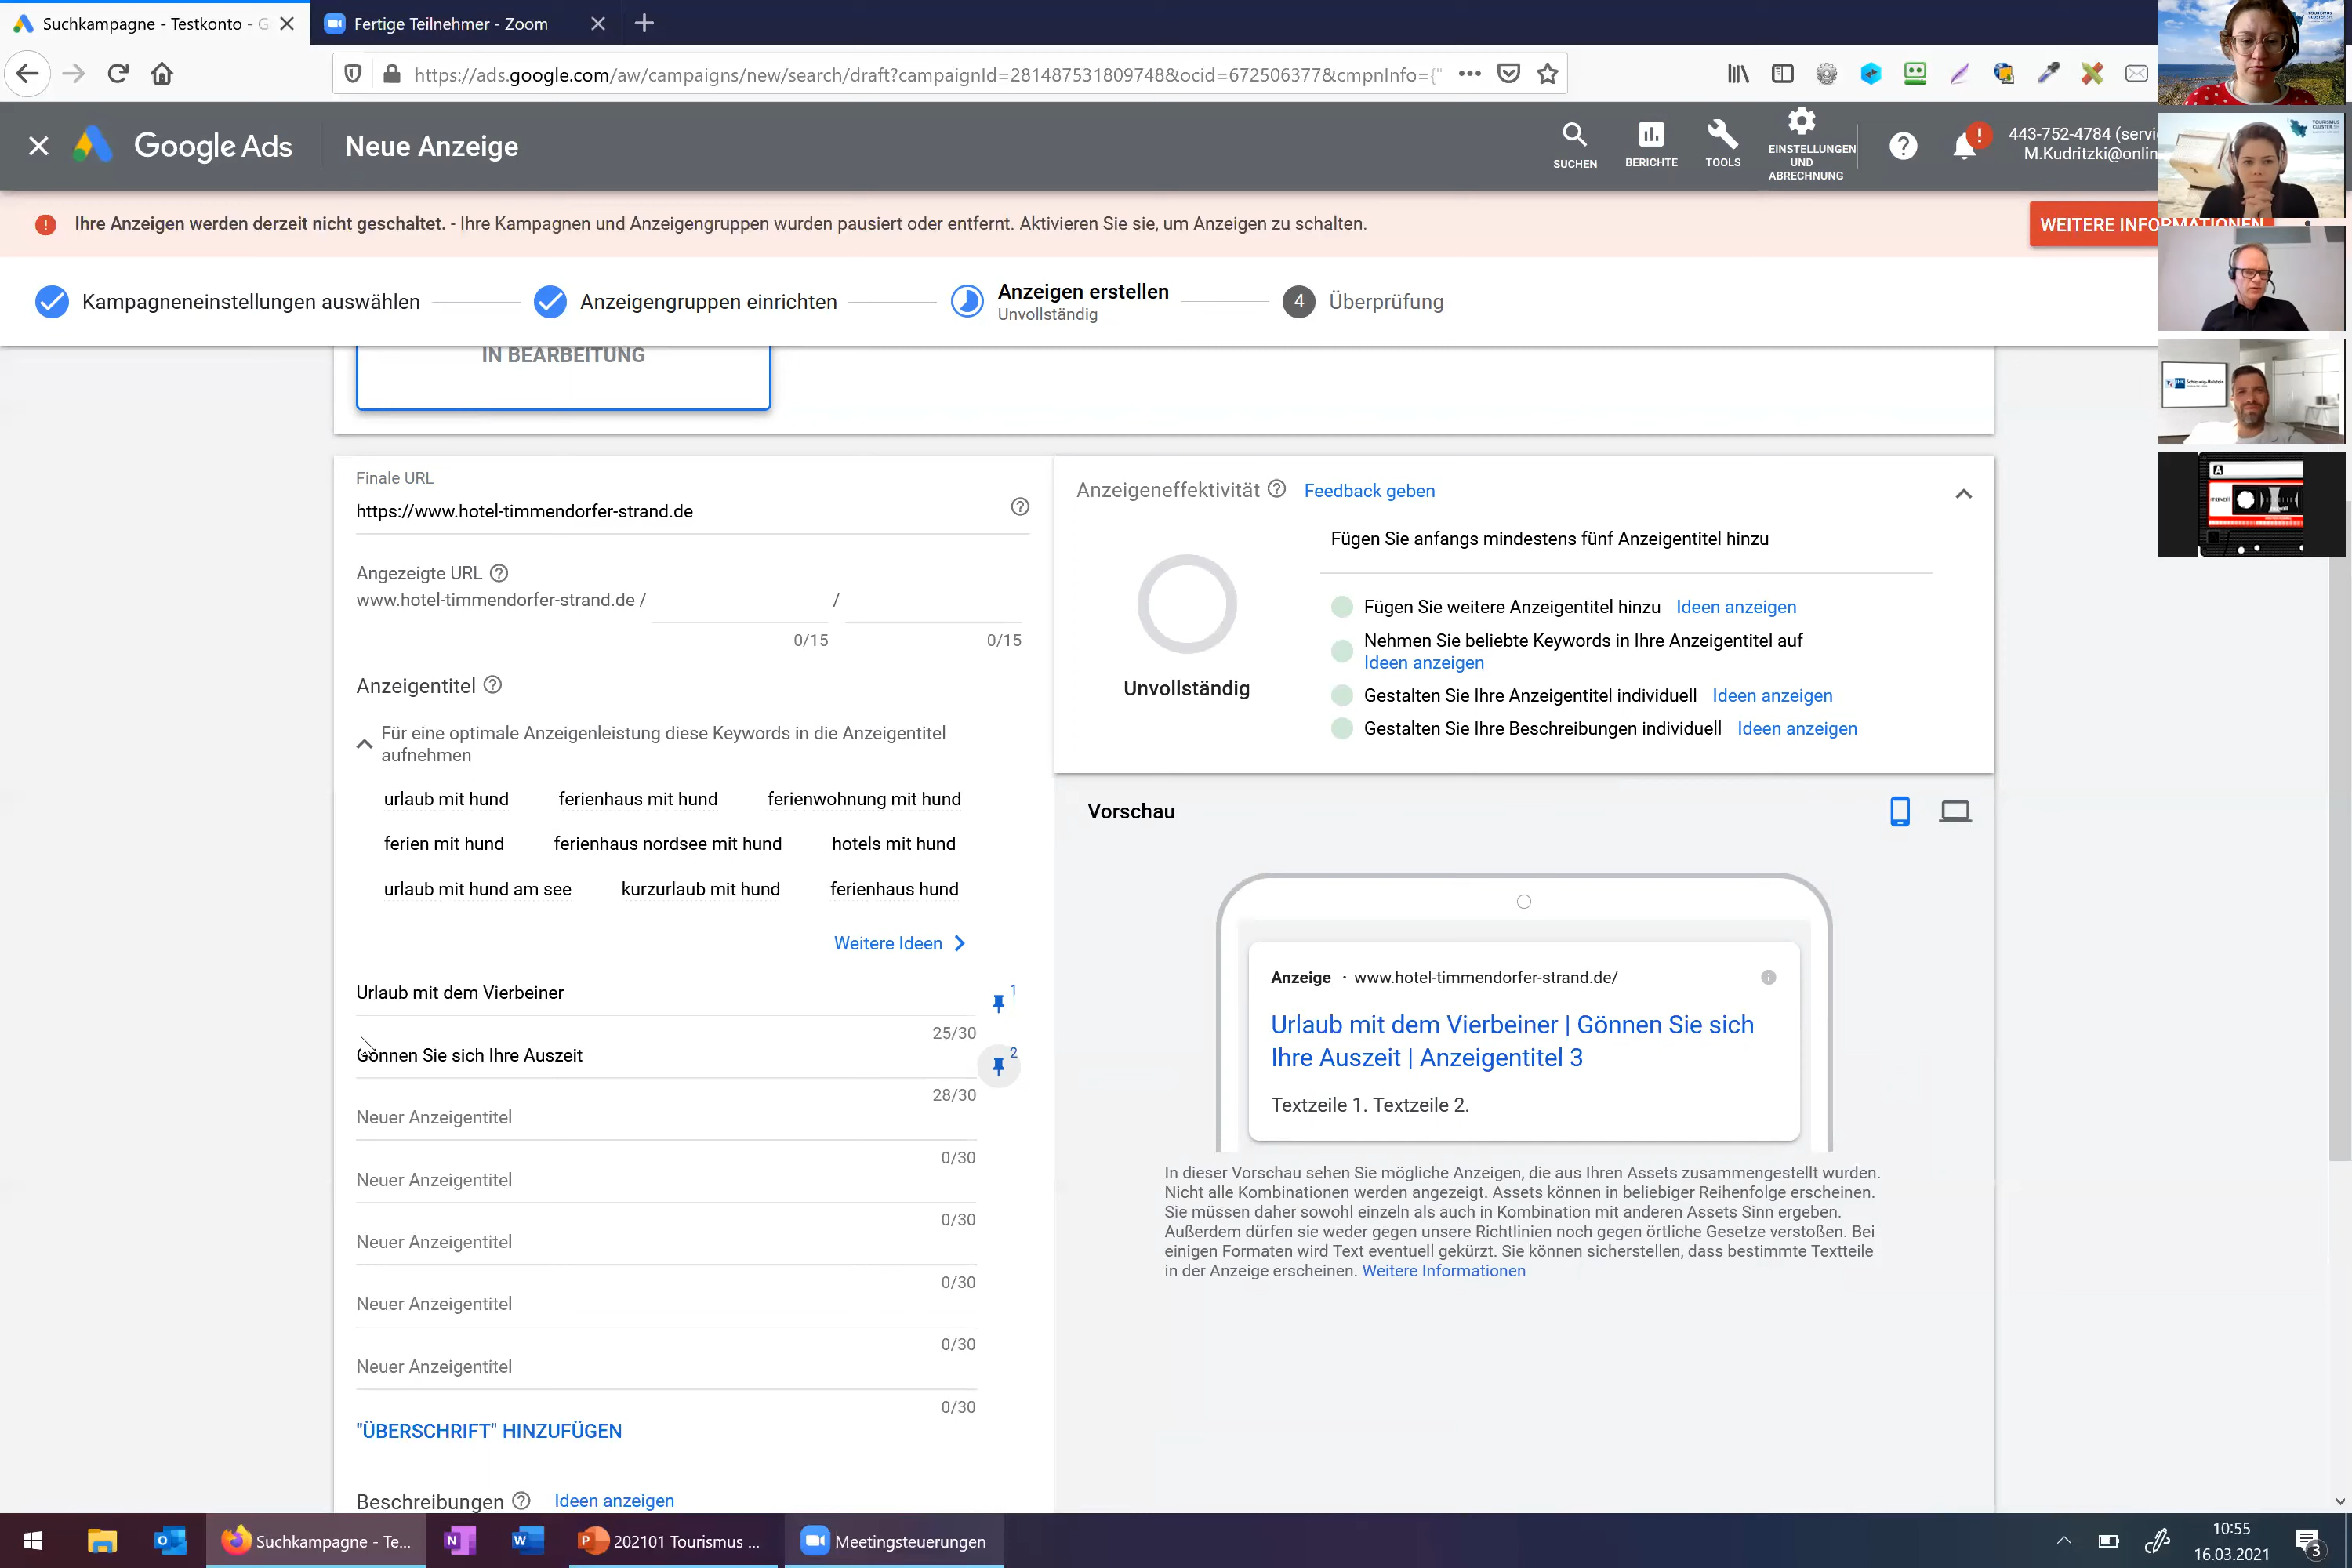 Suchkampagne - Testkonto - G
Fertige Teilnehmer - Zoom
https://ads.google.com/aw/campaigns/new/search/draft?campaignId=281487531809748&ocid=672506377&cmpnInfo={"
Google Ads
Neue Anzeige
SUCHEN
BERICHTE
TOOLS
EINSTELLUNGEN
UND
ABRECHNUNG
443-752-4784 (servi
M.Kudritzki@onlin
Ihre Anzeigen werden derzeit nicht geschaltet. - Ihre Kampagnen und Anzeigengruppen wurden pausiert oder entfernt. Aktivieren Sie sie, um Anzeigen zu schalten.
WEITERE INFORMATIONEN
Kampagneneinstellungen auswählen
Anzeigengruppen einrichten
Anzeigen erstellen
Unvollständig
4 Überprüfung
IN BEARBEITUNG
Finale URL
https://www.hotel-timmendorfer-strand.de
Angezeigte URL
www.hotel-timmendorfer-strand.de / /
0/15 0/15
Anzeigentitel
Für eine optimale Anzeigenleistung diese Keywords in die Anzeigentitel
aufnehmen
urlaub mit hund ferienhaus mit hund ferienwohnung mit hund
ferien mit hund ferienhaus nordsee mit hund hotels mit hund
urlaub mit hund am see kurzurlaub mit hund ferienhaus hund
Weitere Ideen
Urlaub mit dem Vierbeiner
1
25/30
Gönnen Sie sich Ihre Auszeit
2
28/30
Neuer Anzeigentitel
0/30
Neuer Anzeigentitel
0/30
Neuer Anzeigentitel
0/30
Neuer Anzeigentitel
0/30
Neuer Anzeigentitel
0/30
"ÜBERSCHRIFT" HINZUFÜGEN
Beschreibungen Ideen anzeigen
Anzeigeneffektivität Feedback geben
Unvollständig
Fügen Sie anfangs mindestens fünf Anzeigentitel hinzu
Fügen Sie weitere Anzeigentitel hinzu Ideen anzeigen
Nehmen Sie beliebte Keywords in Ihre Anzeigentitel auf
Ideen anzeigen
Gestalten Sie Ihre Anzeigentitel individuell Ideen anzeigen
Gestalten Sie Ihre Beschreibungen individuell Ideen anzeigen
Vorschau
Anzeige · www.hotel-timmendorfer-strand.de/
Urlaub mit dem Vierbeiner | Gönnen Sie sich
Ihre Auszeit | Anzeigentitel 3
Textzeile 1. Textzeile 2.
In dieser Vorschau sehen Sie mögliche Anzeigen, die aus Ihren Assets zusammengestellt wurden.
Nicht alle Kombinationen werden angezeigt. Assets können in beliebiger Reihenfolge erscheinen.
Sie müssen daher sowohl einzeln als auch in Kombination mit anderen Assets Sinn ergeben.
Außerdem dürfen sie weder gegen unsere Richtlinien noch gegen örtliche Gesetze verstoßen. Bei
einigen Formaten wird Text eventuell gekürzt. Sie können sicherstellen, dass bestimmte Textteile
in der Anzeige erscheinen. Weitere Informationen
Suchkampagne - Te...
202101 Tourismus ...
Meetingsteuerungen
10:55
16.03.2021
3